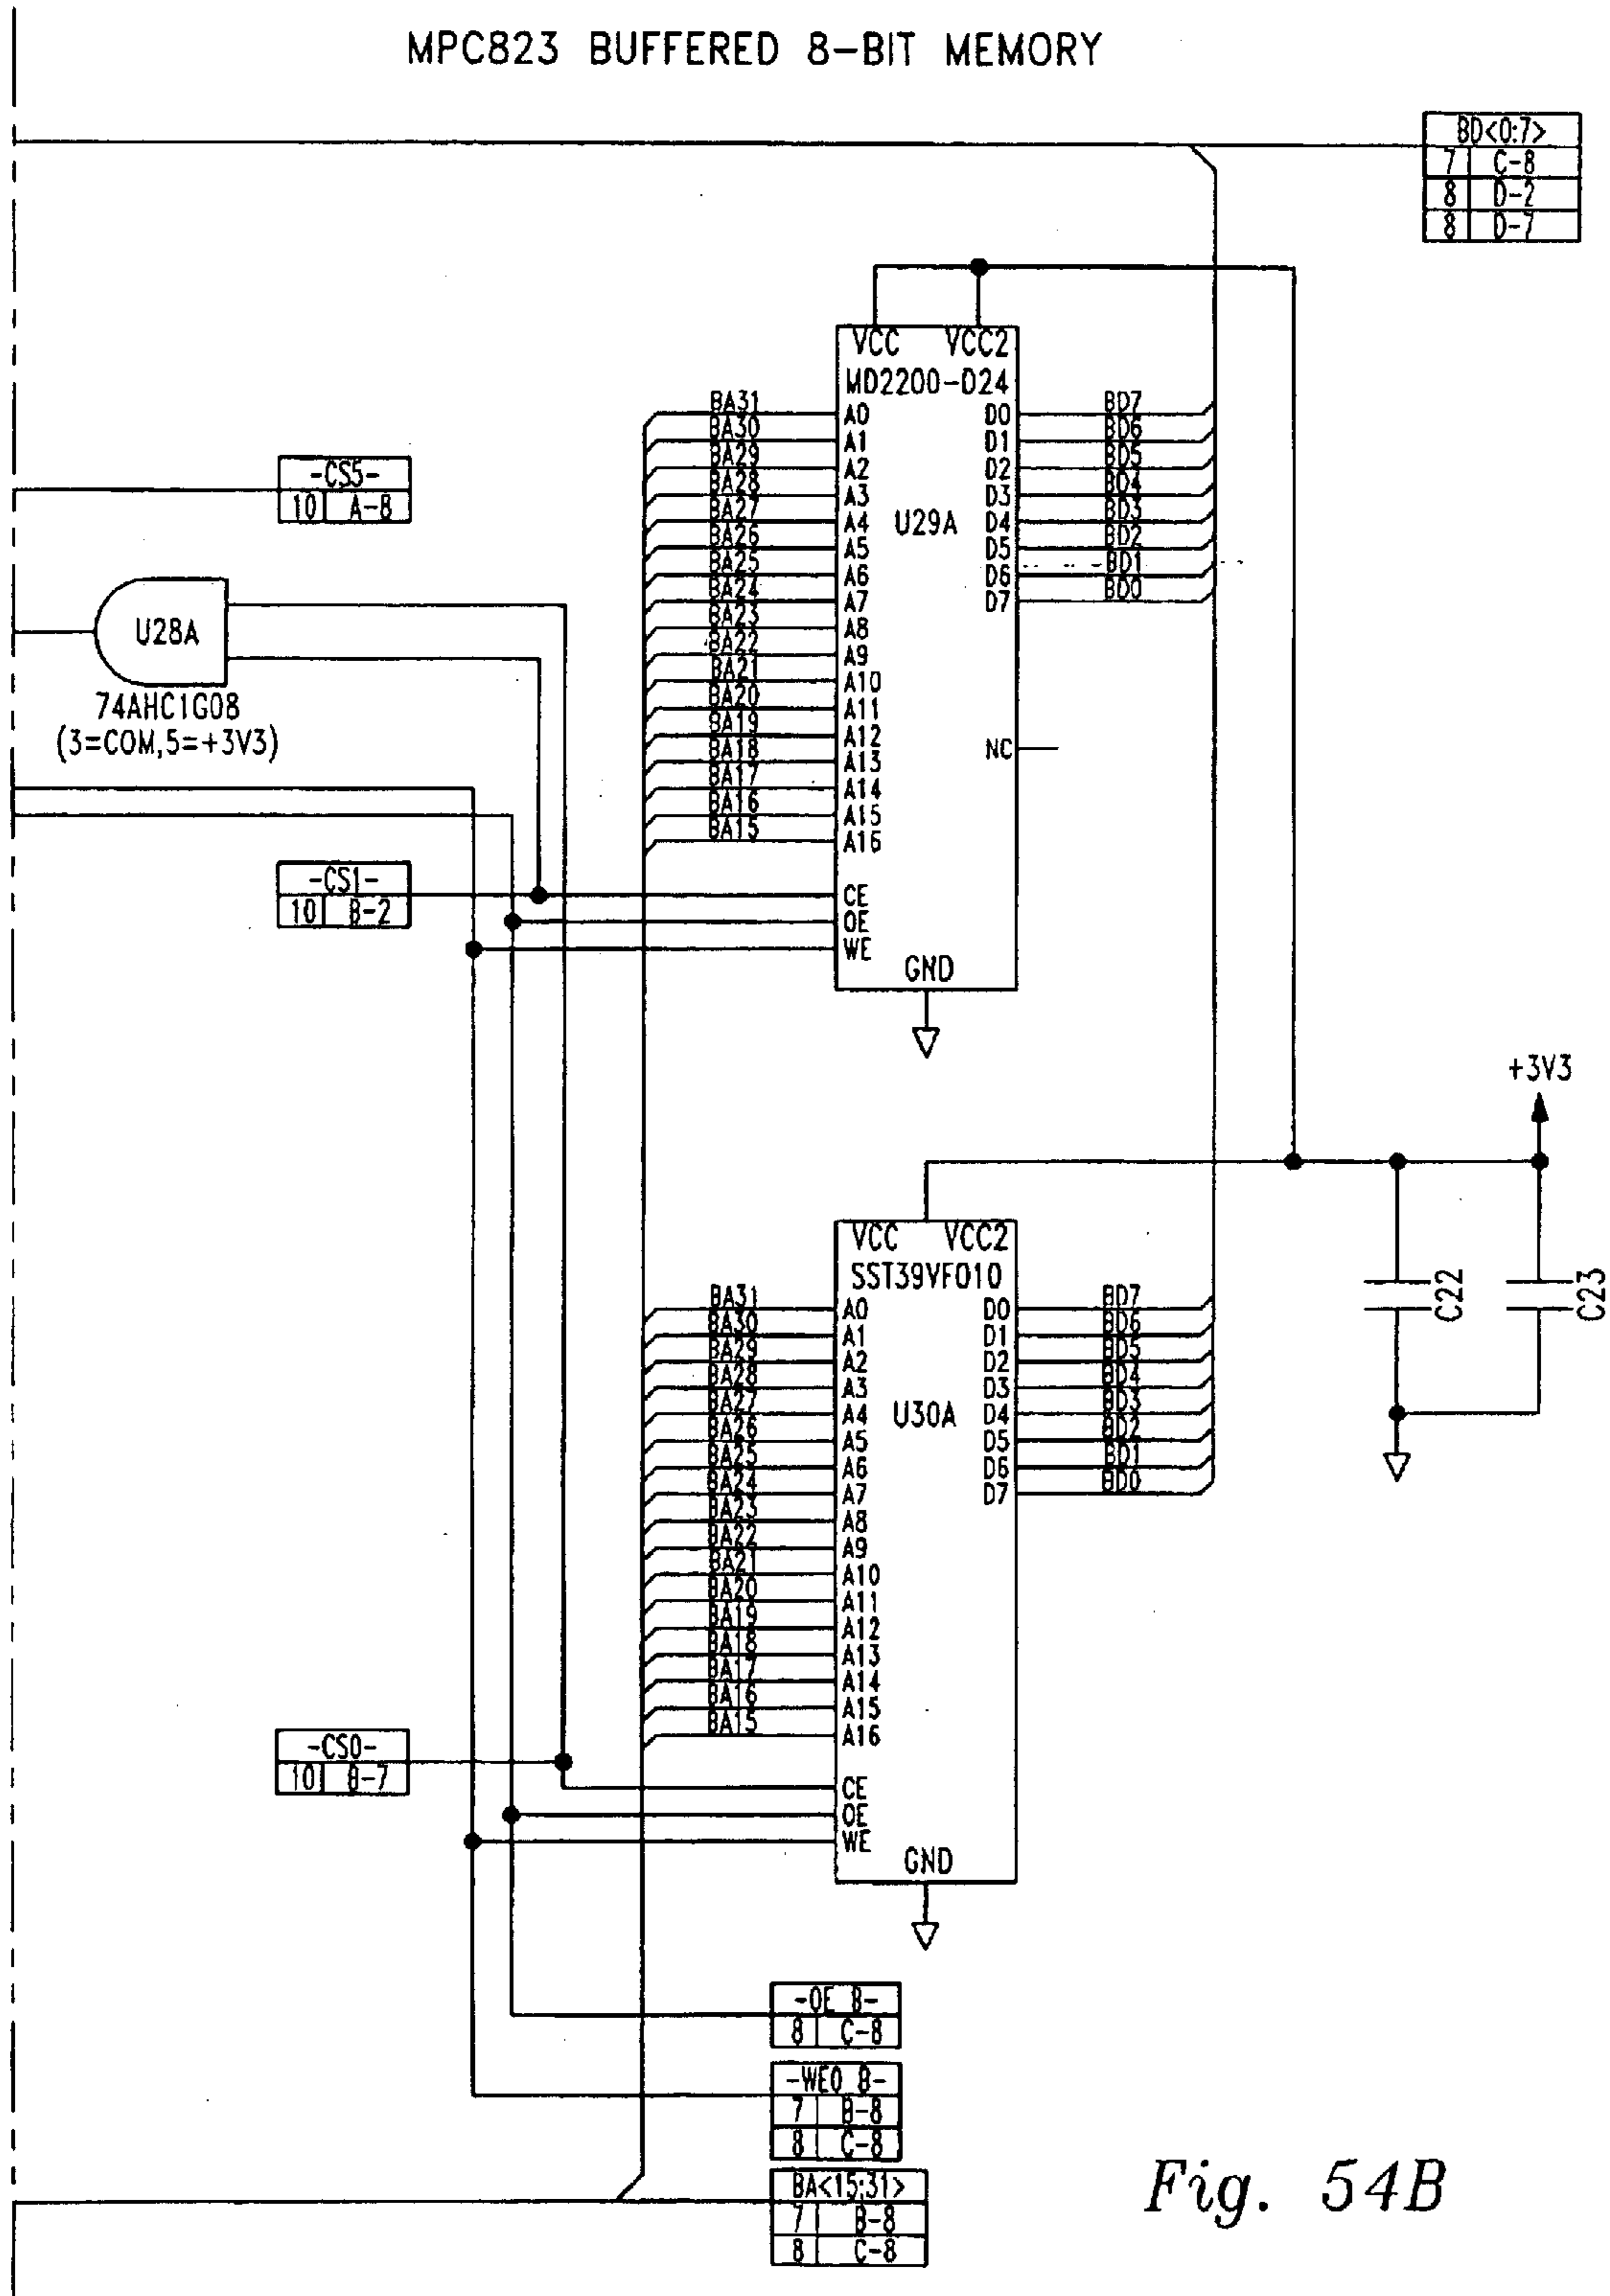 MPC823 BUFFERED 8-BIT MEMORY
BD<0:7>
7 C-8
8 D-2
8 D-7
VCC VCC2
MD2200-D24
BA31 A0 D0 BD7
BA30 A1 D1 BD6
BA29 A2 D2 BD5
BA28 A3 D3 BD4
BA27 A4 U29A D4 BD3
BA26 A5 D5 BD2
BA25 A6 D6 BD1
BA24 A7 D7 BD0
BA23 A8
BA22 A9
BA21 A10
BA20 A11
BA19 A12 NC
BA18 A13
BA17 A14
BA16 A15
BA15 A16
CE
OE
WE
GND
-CS5-
10 A-8
U28A
74AHC1G08
(3=COM,5=+3V3)
-CS1-
10 B-2
+3V3
C22
C23
VCC VCC2
SST39VF010
BA31 A0 D0 BD7
BA30 A1 D1 BD6
BA29 A2 D2 BD5
BA28 A3 D3 BD4
BA27 A4 U30A D4 BD3
BA26 A5 D5 BD2
BA25 A6 D6 BD1
BA24 A7 D7 BD0
BA23 A8
BA22 A9
BA21 A10
BA20 A11
BA19 A12
BA18 A13
BA17 A14
BA16 A15
BA15 A16
CE
OE
WE
GND
-CS0-
10 B-7
-OE B-
8 C-8
-WE0 B-
7 B-8
8 C-8
BA<15:31>
7 B-8
8 C-8
Fig. 54B